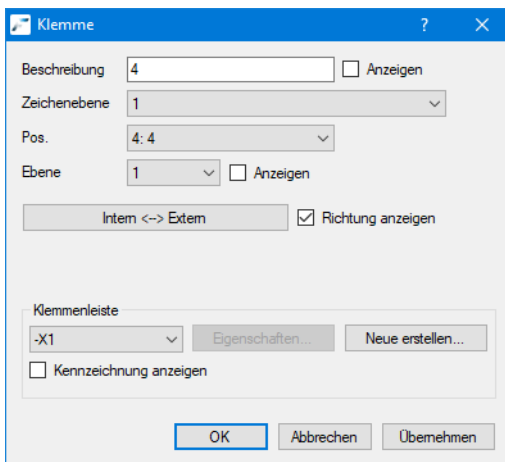 Klemme ?
Beschreibung 4 Anzeigen
Zeichenebene 1
Pos. 4: 4
Ebene 1 Anzeigen
Intern <--> Extern Richtung anzeigen
Klemmenleiste
-X1 Eigenschaften... Neue erstellen...
Kennzeichnung anzeigen
OK Abbrechen Übernehmen